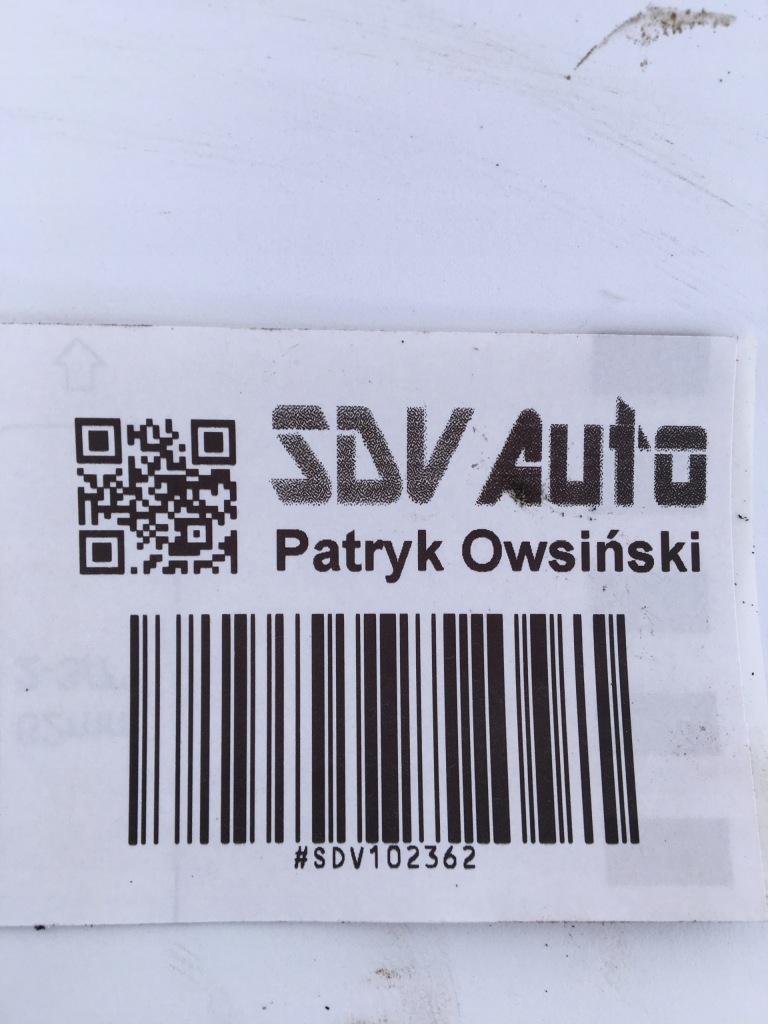 SDV Auto
Patryk Owsiński
#SDV102362